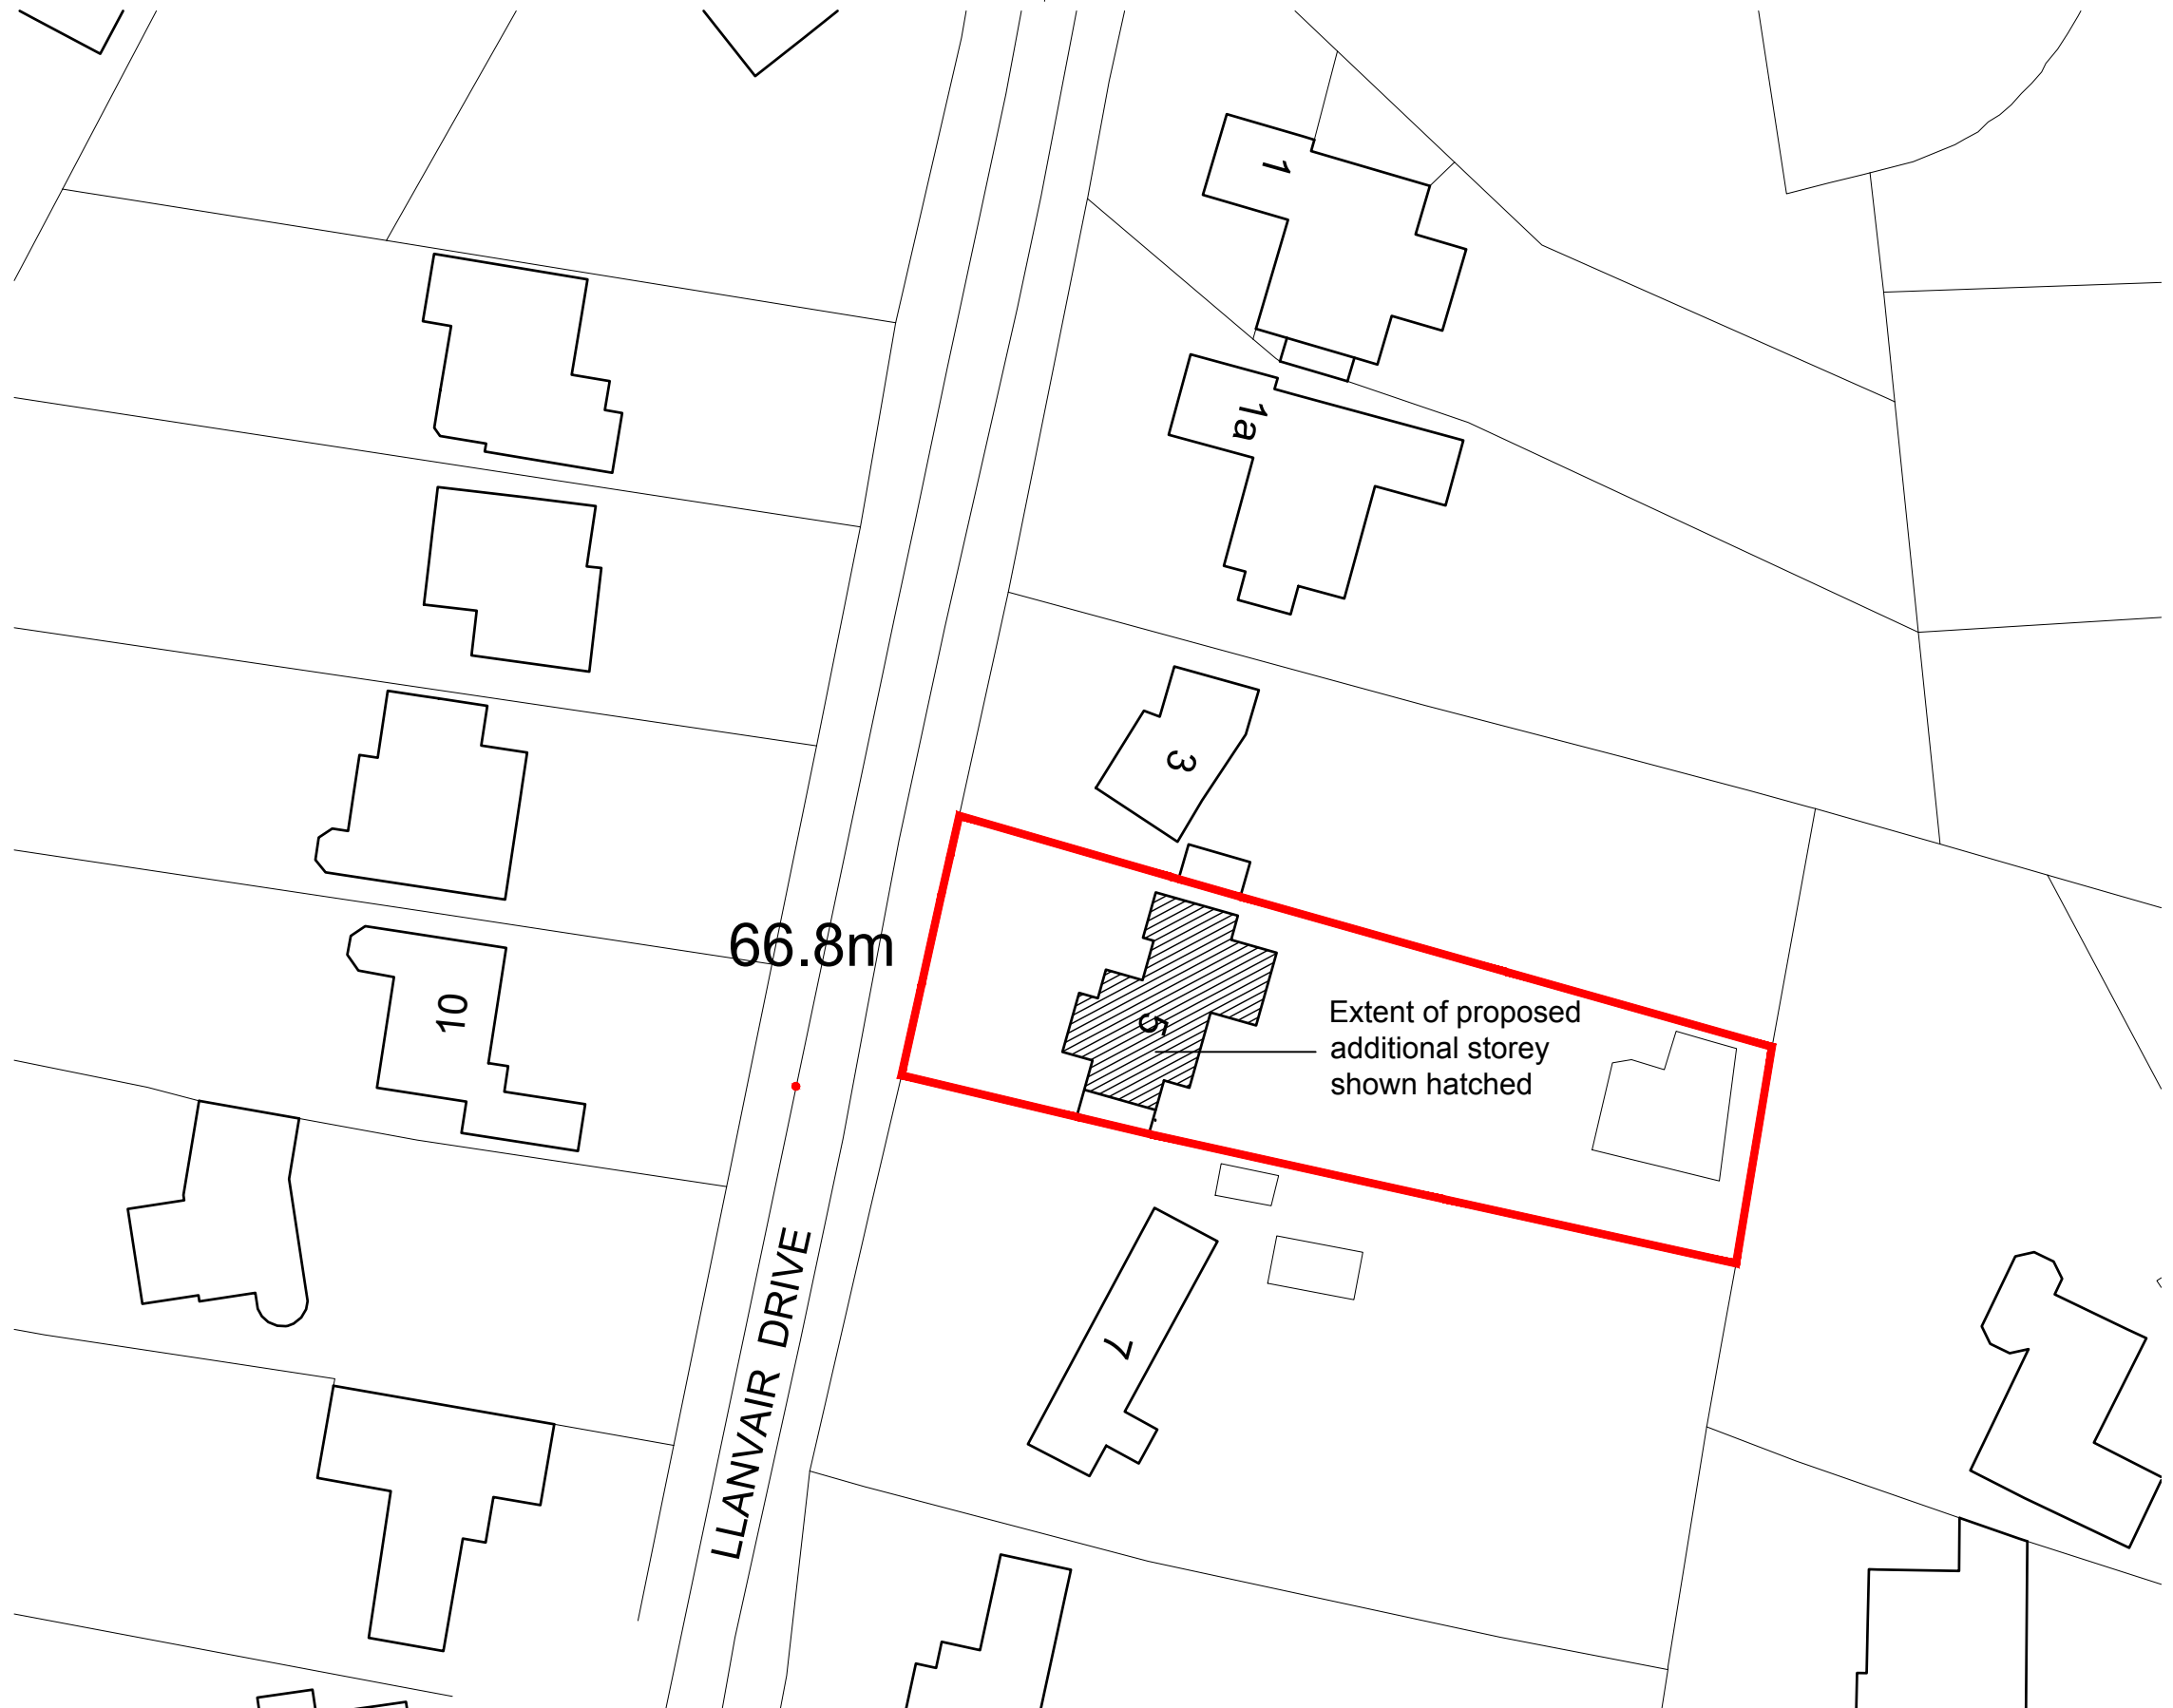 1
1a
3
66.8m
10
5
Extent of proposed
additional storey
shown hatched
7
LLANVAIR DRIVE